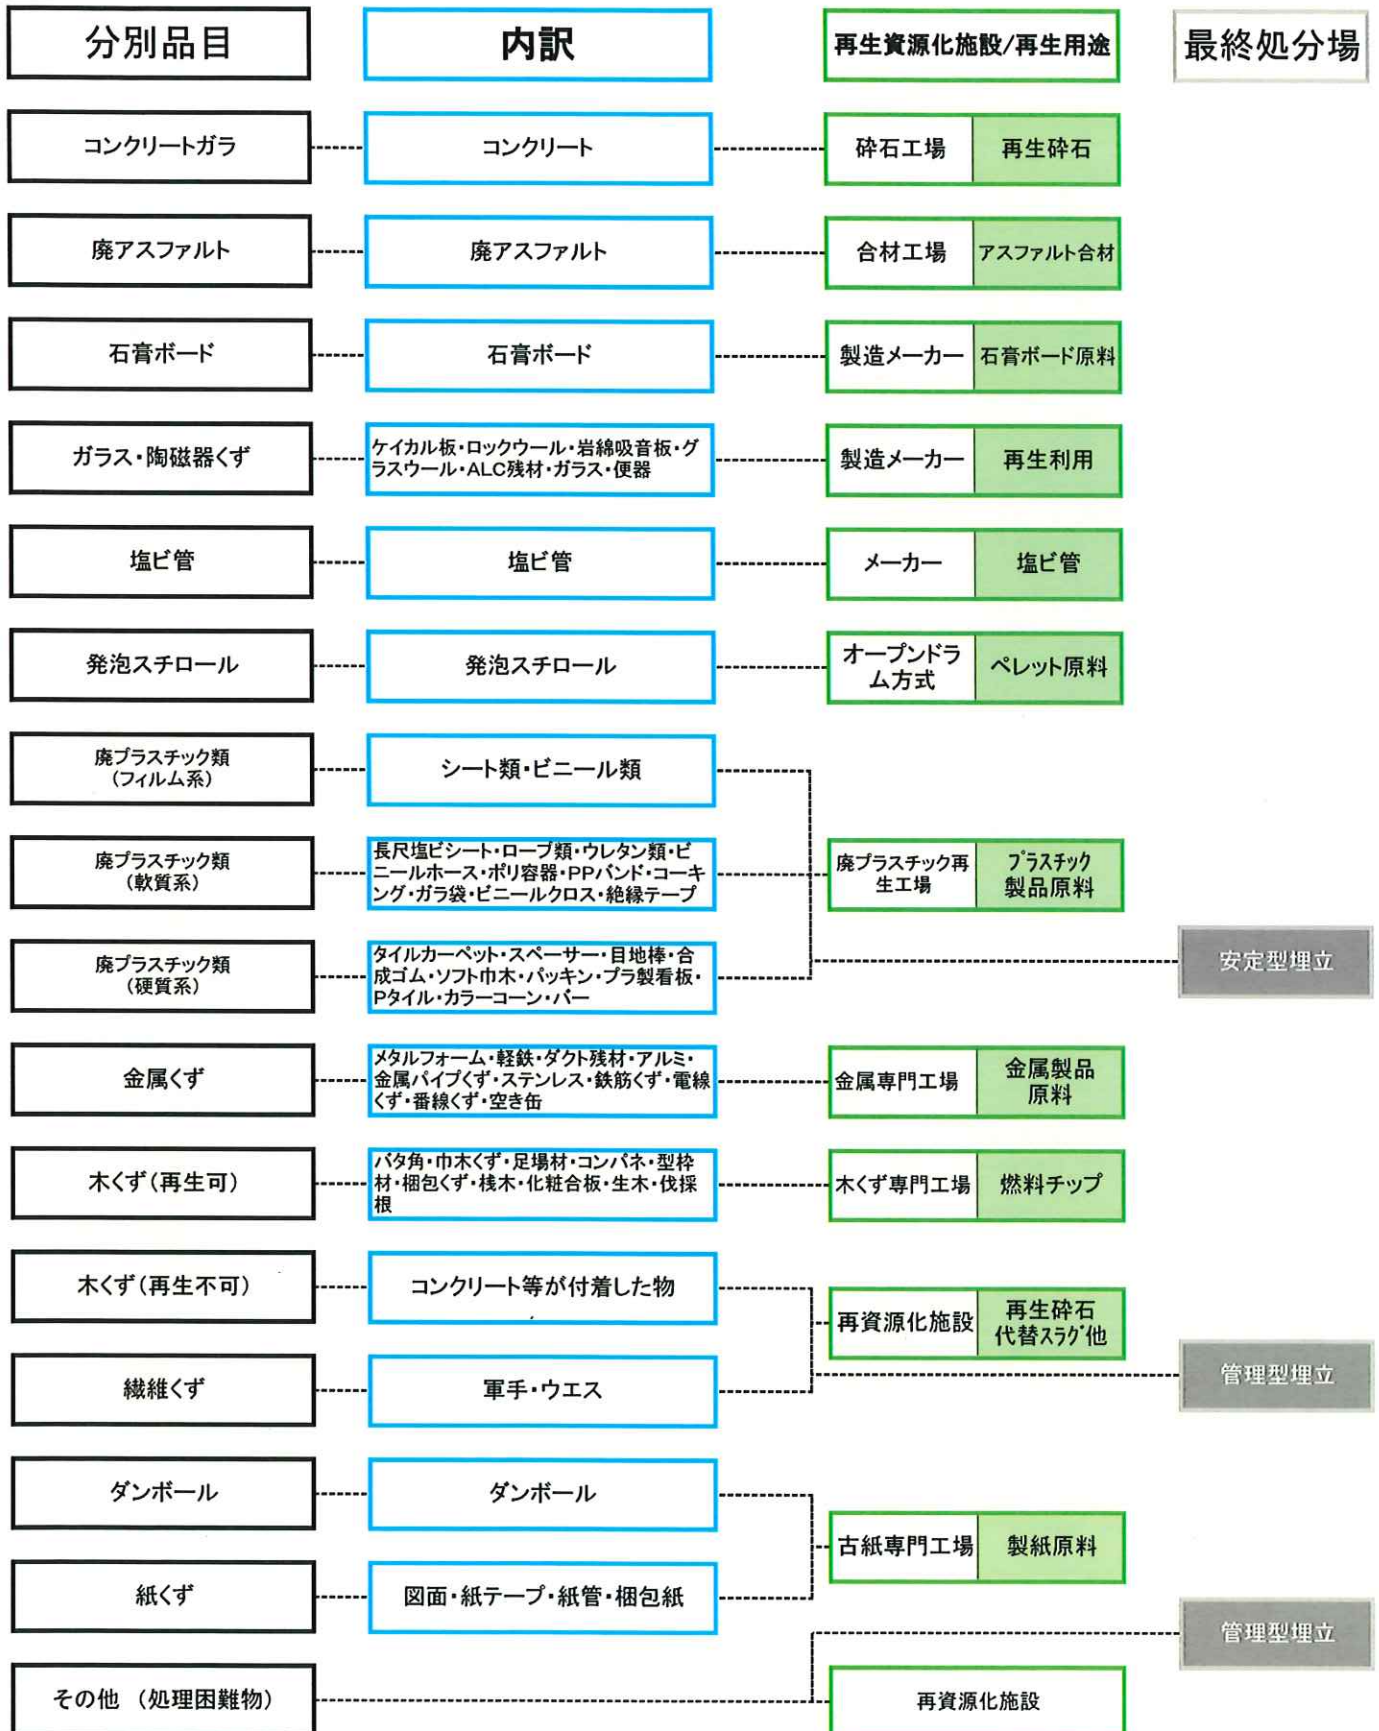 分別品目
内訳
再生資源化施設/再生用途
最終処分場
コンクリートガラ
コンクリート
砕石工場
再生砕石
廃アスファルト
廃アスファルト
合材工場
アスファルト合材
石膏ボード
石膏ボード
製造メーカー
石膏ボード原料
ガラス・陶磁器くず
ケイカル板・ロックウール・岩綿吸音板・グ
ラスウール・ALC残材・ガラス・便器
製造メーカー
再生利用
塩ビ管
塩ビ管
メーカー
塩ビ管
発泡スチロール
発泡スチロール
オープンドラ
ム方式
ペレット原料
廃プラスチック類
(フィルム系)
シート類・ビニール類
廃プラスチック類
(軟質系)
長尺塩ビシート・ロープ類・ウレタン類・ビ
ニールホース・ポリ容器・PPバンド・コーキ
ング・ガラ袋・ビニールクロス・絶縁テープ
廃プラスチック再
生工場
プラスチック
製品原料
廃プラスチック類
(硬質系)
タイルカーペット・スペーサー・目地棒・合
成ゴム・ソフト巾木・パッキン・プラ製看板・
Pタイル・カラーコーン・バー
安定型埋立
金属くず
メタルフォーム・軽鉄・ダクト残材・アルミ・
金属パイプくず・ステンレス・鉄筋くず・電線
くず・番線くず・空き缶
金属専門工場
金属製品
原料
木くず(再生可)
バタ角・巾木くず・足場材・コンパネ・型枠
材・梱包くず・桟木・化粧合板・生木・伐採
根
木くず専門工場
燃料チップ
木くず(再生不可)
コンクリート等が付着した物
再資源化施設
再生砕石
代替スラグ他
繊維くず
軍手・ウエス
管理型埋立
ダンボール
ダンボール
古紙専門工場
製紙原料
紙くず
図面・紙テープ・紙管・梱包紙
管理型埋立
その他 (処理困難物)
再資源化施設